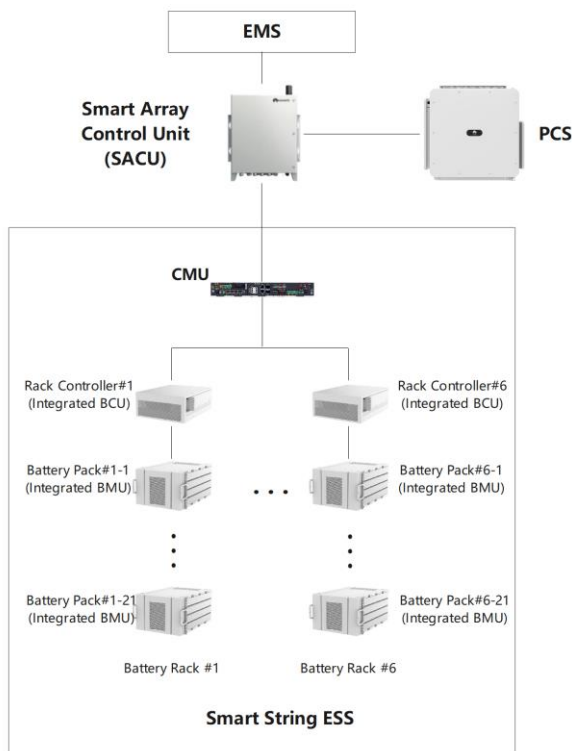 EMS
Smart Array
Control Unit
(SACU)
PCS
CMU
Rack Controller#1
(Integrated BCU)
Rack Controller#6
(Integrated BCU)
Battery Pack#1-1
(Integrated BMU)
Battery Pack#6-1
(Integrated BMU)
Battery Pack#1-21
(Integrated BMU)
Battery Pack#6-21
(Integrated BMU)
Battery Rack #1
Battery Rack #6
Smart String ESS